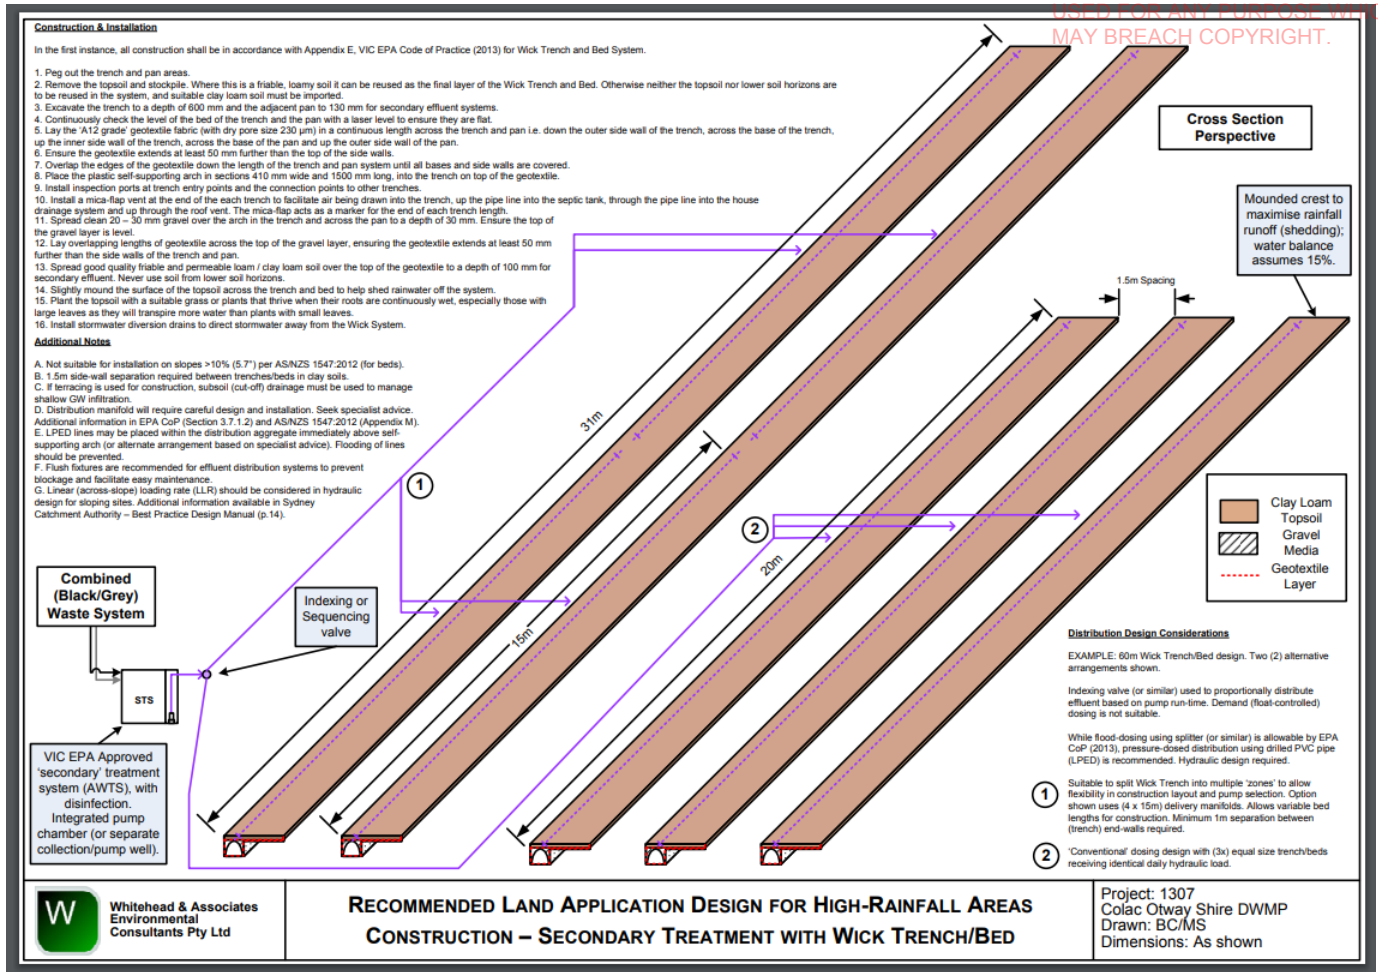 USED FOR ANY PURPOSE WHI
MAY BREACH COPYRIGHT.
Construction & Installation
In the first instance, all construction shall be in accordance with Appendix E, VIC EPA Code of Practice (2013) for Wick Trench and Bed System.
1. Peg out the trench and pan areas.
2. Remove the topsoil and stockpile. Where this is a friable, loamy soil it can be reused as the final layer of the Wick Trench and Bed. Otherwise neither the topsoil nor lower soil horizons are
to be reused in the system, and suitable clay loam soil must be imported.
3. Excavate the trench to a depth of 600 mm and the adjacent pan to 130 mm for secondary effluent systems.
4. Continuously check the level of the bed of the trench and the pan with a laser level to ensure they are flat.
5. Lay the 'A12 grade' geotextile fabric (with dry pore size 230 µm) in a continuous length across the trench and pan i.e. down the outer side wall of the trench, across the base of the trench,
up the inner side wall of the trench, across the base of the pan and up the outer side wall of the pan.
6. Ensure the geotextile extends at least 50 mm further than the top of the side walls.
7. Overlap the edges of the geotextile down the length of the trench and pan system until all bases and side walls are covered.
8. Place the plastic self-supporting arch in sections 410 mm wide and 1500 mm long, into the trench on top of the geotextile.
9. Install inspection ports at trench entry points and the connection points to other trenches.
10. Install a mica-flap vent at the end of the each trench to facilitate air being drawn into the trench, up the pipe line into the septic tank, through the pipe line into the house
drainage system and up through the roof vent. The mica-flap acts as a marker for the end of each trench length.
11. Spread clean 20 – 30 mm gravel over the arch in the trench and across the pan to a depth of 30 mm. Ensure the top of
the gravel layer is level.
12. Lay overlapping lengths of geotextile across the top of the gravel layer, ensuring the geotextile extends at least 50 mm
further than the side walls of the trench and pan.
13. Spread good quality friable and permeable loam / clay loam soil over the top of the geotextile to a depth of 100 mm for
secondary effluent. Never use soil from lower soil horizons.
14. Slightly mound the surface of the topsoil across the trench and bed to help shed rainwater off the system.
15. Plant the topsoil with a suitable grass or plants that thrive when their roots are continuously wet, especially those with
large leaves as they will transpire more water than plants with small leaves.
16. Install stormwater diversion drains to direct stormwater away from the Wick System.
Additional Notes
A. Not suitable for installation on slopes >10% (5.7°) per AS/NZS 1547:2012 (for beds).
B. 1.5m side-wall separation required between trenches/beds in clay soils.
C. If terracing is used for construction, subsoil (cut-off) drainage must be used to manage
shallow GW infiltration.
D. Distribution manifold will require careful design and installation. Seek specialist advice.
Additional information in EPA CoP (Section 3.7.1.2) and AS/NZS 1547:2012 (Appendix M).
E. LPED lines may be placed within the distribution aggregate immediately above self-
supporting arch (or alternate arrangement based on specialist advice). Flooding of lines
should be prevented.
F. Flush fixtures are recommended for effluent distribution systems to prevent
blockage and facilitate easy maintenance.
G. Linear (across-slope) loading rate (LLR) should be considered in hydraulic
design for sloping sites. Additional information available in Sydney
Catchment Authority – Best Practice Design Manual (p.14).
Cross Section
Perspective
Mounded crest to
maximise rainfall
runoff (shedding);
water balance
assumes 15%.
1.5m Spacing
31m
15m
20m
1
2
Clay Loam
Topsoil
Gravel
Media
Geotextile
Layer
Combined
(Black/Grey)
Waste System
Indexing or
Sequencing
valve
STS
VIC EPA Approved
'secondary' treatment
system (AWTS), with
disinfection.
Integrated pump
chamber (or separate
collection/pump well).
Distribution Design Considerations
EXAMPLE: 60m Wick Trench/Bed design. Two (2) alternative
arrangements shown.
Indexing valve (or similar) used to proportionally distribute
effluent based on pump run-time. Demand (float-controlled)
dosing is not suitable.
While flood-dosing using splitter (or similar) is allowable by EPA
CoP (2013), pressure-dosed distribution using drilled PVC pipe
(LPED) is recommended. Hydraulic design required.
1
Suitable to split Wick Trench into multiple 'zones' to allow
flexibility in construction layout and pump selection. Option
shown uses (4 x 15m) delivery manifolds. Allows variable bed
lengths for construction. Minimum 1m separation between
(trench) end-walls required.
2
'Conventional' dosing design with (3x) equal size trench/beds
receiving identical daily hydraulic load.
W
Whitehead & Associates
Environmental
Consultants Pty Ltd
RECOMMENDED LAND APPLICATION DESIGN FOR HIGH-RAINFALL AREAS
CONSTRUCTION – SECONDARY TREATMENT WITH WICK TRENCH/BED
Project: 1307
Colac Otway Shire DWMP
Drawn: BC/MS
Dimensions: As shown